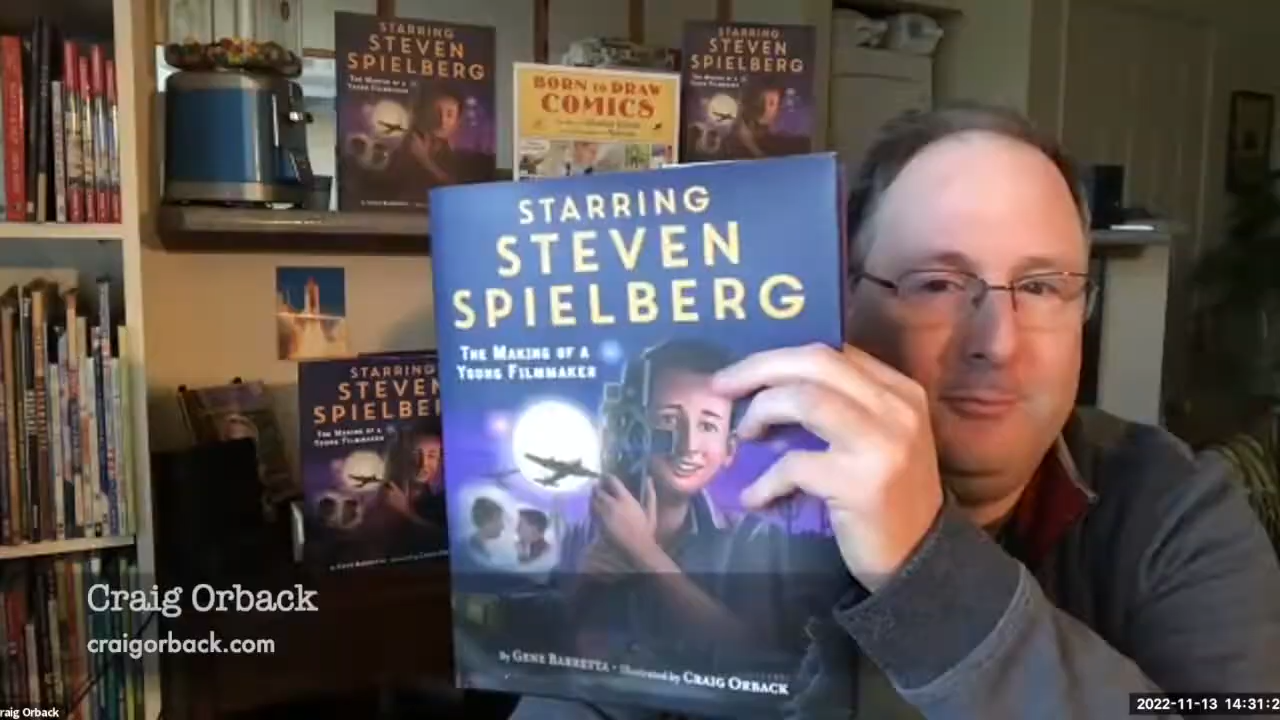 STARRING
STEVEN
SPIELBERG
THE MAKING OF A
YOUNG FILMMAKER
BORN TO DRAW
COMICS
STARRING
STEVEN
SPIELBERG
THE MAKING OF A
YOUNG FILMMAKER
STARRING
STEVEN
SPIELBERG
THE MAKING OF A
YOUNG FILMMAKER
By GENE BARRETTA • Illustrated by CRAIG ORBACK
STARRING
STEVEN
SPIELBE
THE MAKING OF A
YOUNG FILMMAKER
Craig Orback
craigorback.com
raig Orback
2022-11-13 14:31:2